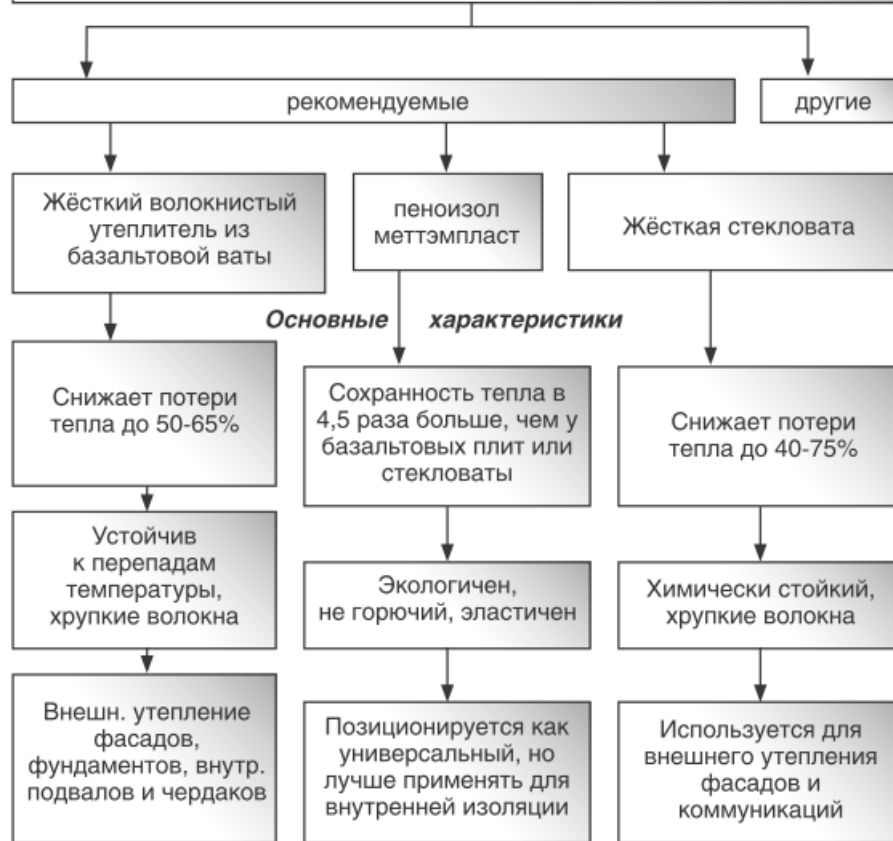 рекомендуемые
другие
Жёсткий волокнистый
утеплитель из
базальтовой ваты
пеноизол
меттэмпласт
Жёсткая стекловата
Основные характеристики
Снижает потери
тепла до 50-65%
Сохранность тепла в
4,5 раза больше, чем у
базальтовых плит или
стекловаты
Снижает потери
тепла до 40-75%
Устойчив
к перепадам
температуры,
хрупкие волокна
Экологичен,
не горючий, эластичен
Химически стойкий,
хрупкие волокна
Внешн. утепление
фасадов,
фундаментов, внутр.
подвалов и чердаков
Позиционируется как
универсальный, но
лучше применять для
внутренней изоляции
Используется для
внешнего утепления
фасадов и
коммуникаций